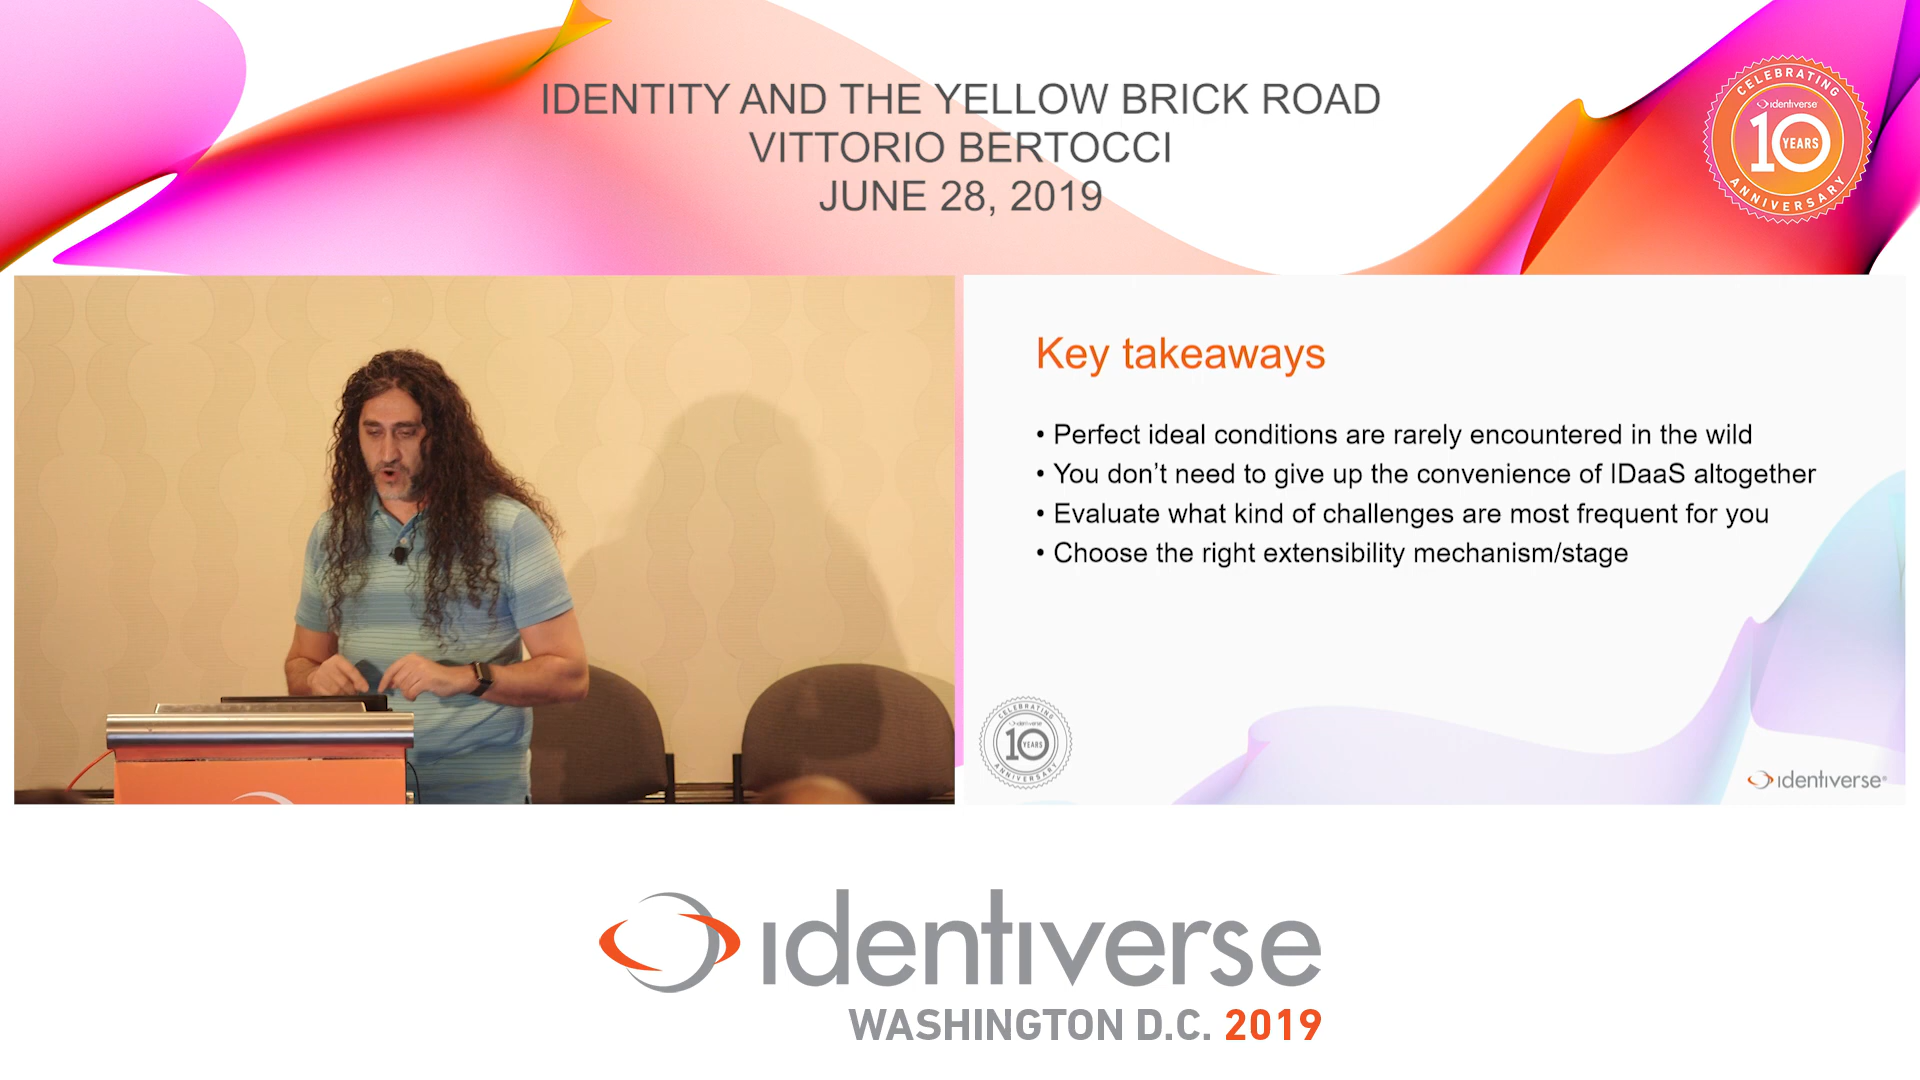 IDENTITY AND THE YELLOW BRICK ROAD
VITTORIO BERTOCCI
JUNE 28, 2019
CELEBRATING
identiverse
10
YEARS
ANNIVERSARY
Key takeaways
• Perfect ideal conditions are rarely encountered in the wild
• You don’t need to give up the convenience of IDaaS altogether
• Evaluate what kind of challenges are most frequent for you
• Choose the right extensibility mechanism/stage
CELEBRATING
identiverse
10
YEARS
ANNIVERSARY
identiverse®
identiverse
WASHINGTON D.C. 2019